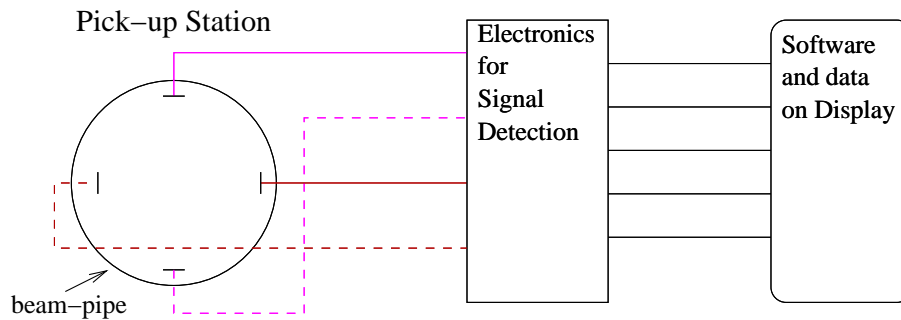 Pick–up Station
Electronics
for
Signal
Detection
Software
and data
on Display
beam–pipe